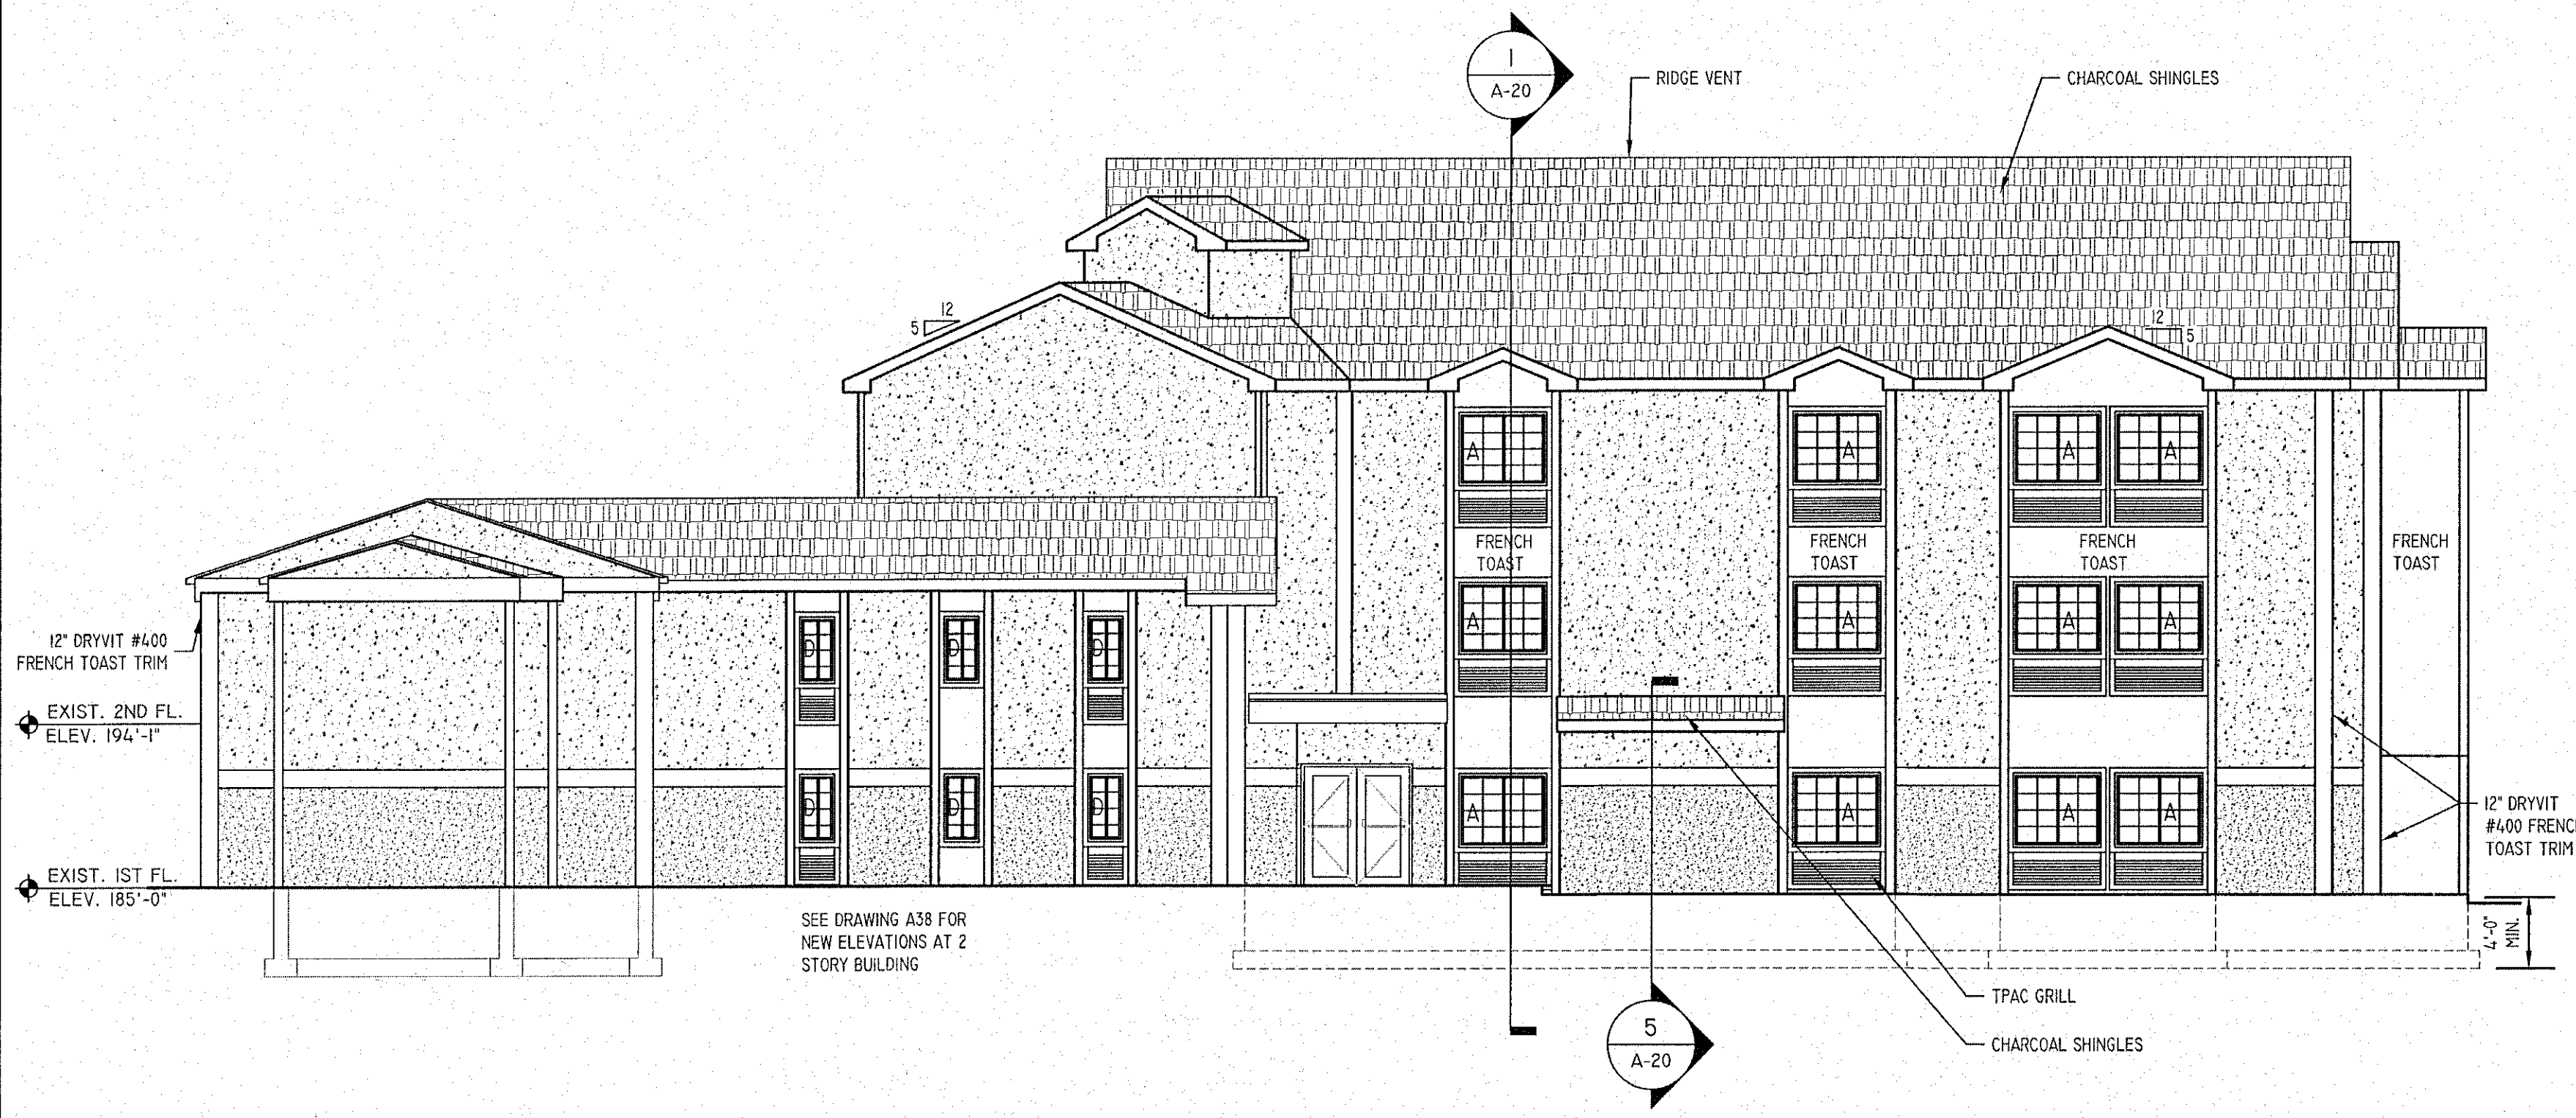 1
A-20
RIDGE VENT
CHARCOAL SHINGLES
12
5
12
5
A
A
A
A
FRENCH
TOAST
FRENCH
TOAST
FRENCH
TOAST
FRENCH
TOAST
12" DRYVIT #400
FRENCH TOAST TRIM
D
D
D
A
A
A
A
EXIST. 2ND FL.
ELEV. 194'-1"
D
D
D
A
A
A
A
12" DRYVIT
#400 FRENCH
TOAST TRIM
EXIST. 1ST FL.
ELEV. 185'-0"
SEE DRAWING A38 FOR
NEW ELEVATIONS AT 2
STORY BUILDING
4'-0"
MIN.
TPAC GRILL
5
A-20
CHARCOAL SHINGLES